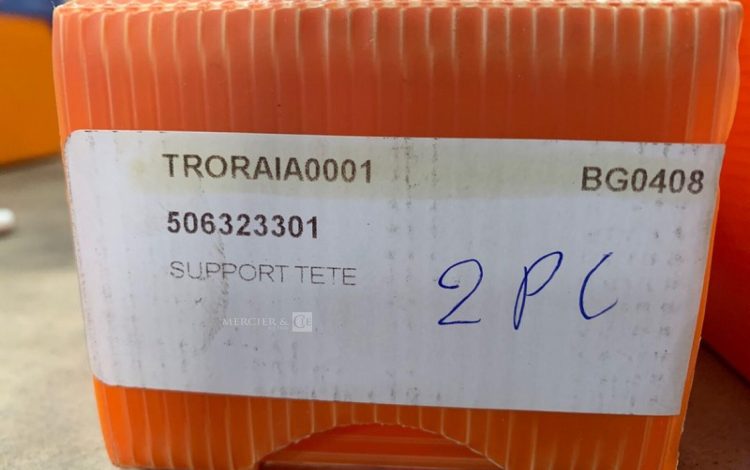 TRORAIA0001 BG0408
506323301
SUPPORT TETE
2 PC
MERCIER & Cie